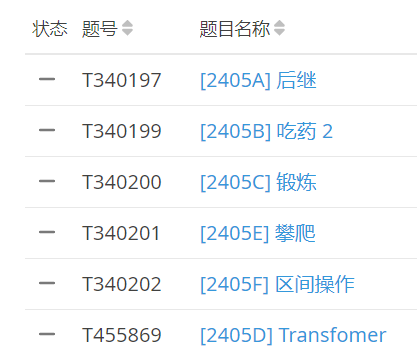 状态 题号 题目名称
— T340197 [2405A] 后继
— T340199 [2405B] 吃药 2
— T340200 [2405C] 锻炼
— T340201 [2405E] 攀爬
— T340202 [2405F] 区间操作
— T455869 [2405D] Transfomer